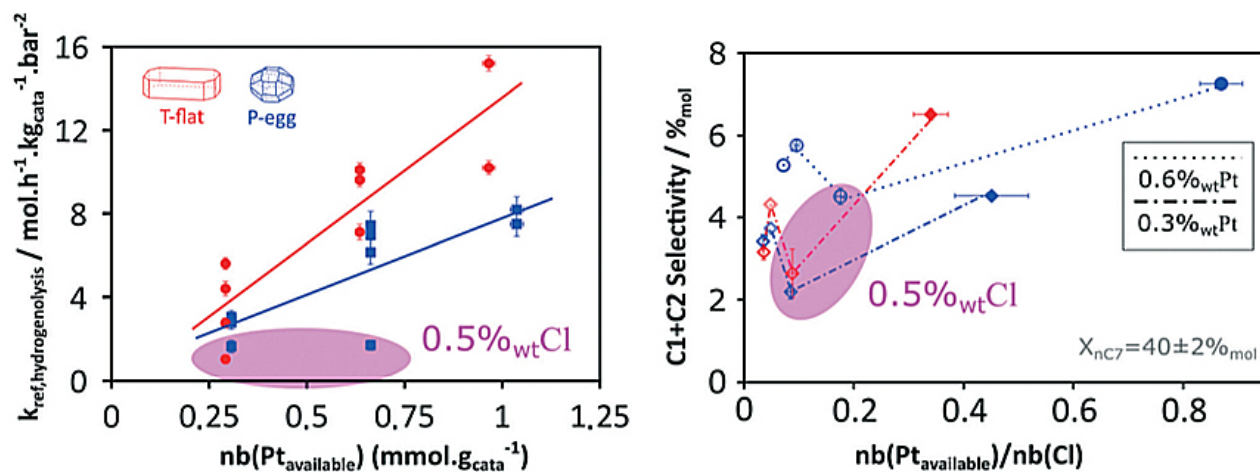 k_ref,hydrogenolysis / mol.h⁻¹.kg_cata⁻¹.bar⁻²
16
12
8
4
0
T-flat
P-egg
0.5%wtCl
0
0,25
0,5
0,75
1
1,25
nb(Pt_available) (mmol.g_cata⁻¹)
C1+C2 Selectivity / %mol
8
6
4
2
0
0.6%wtPt
0.3%wtPt
0.5%wtCl
X_nC7=40±2%mol
0
0.2
0.4
0.6
0.8
nb(Pt_available)/nb(Cl)